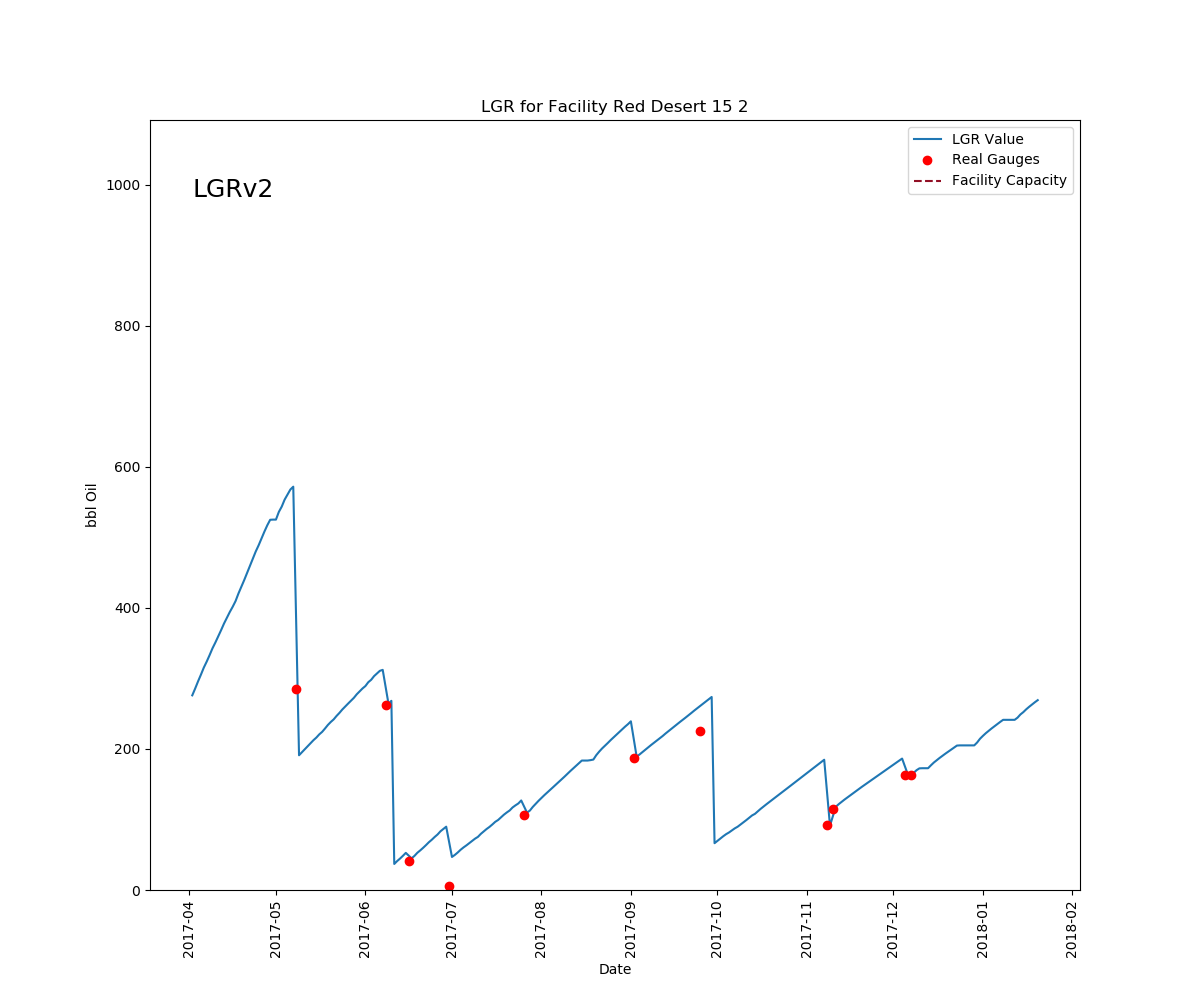 LGR for Facility Red Desert 15 2
LGRv2
LGR Value
Real Gauges
Facility Capacity
bbl Oil
1000
800
600
400
200
0
2017-04
2017-05
2017-06
2017-07
2017-08
2017-09
2017-10
2017-11
2017-12
2018-01
2018-02
Date